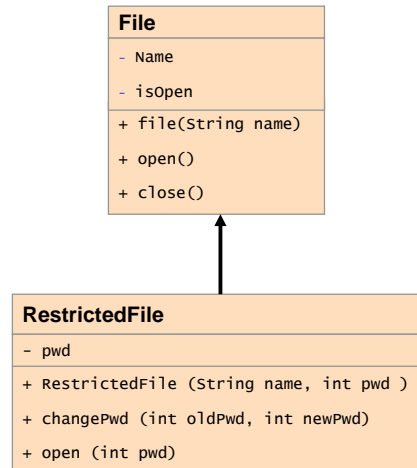 File
- Name
- isOpen
+ file(String name)
+ open()
+ close()
RestrictedFile
- pwd
+ RestrictedFile (String name, int pwd )
+ changePwd (int oldPwd, int newPwd)
+ open (int pwd)